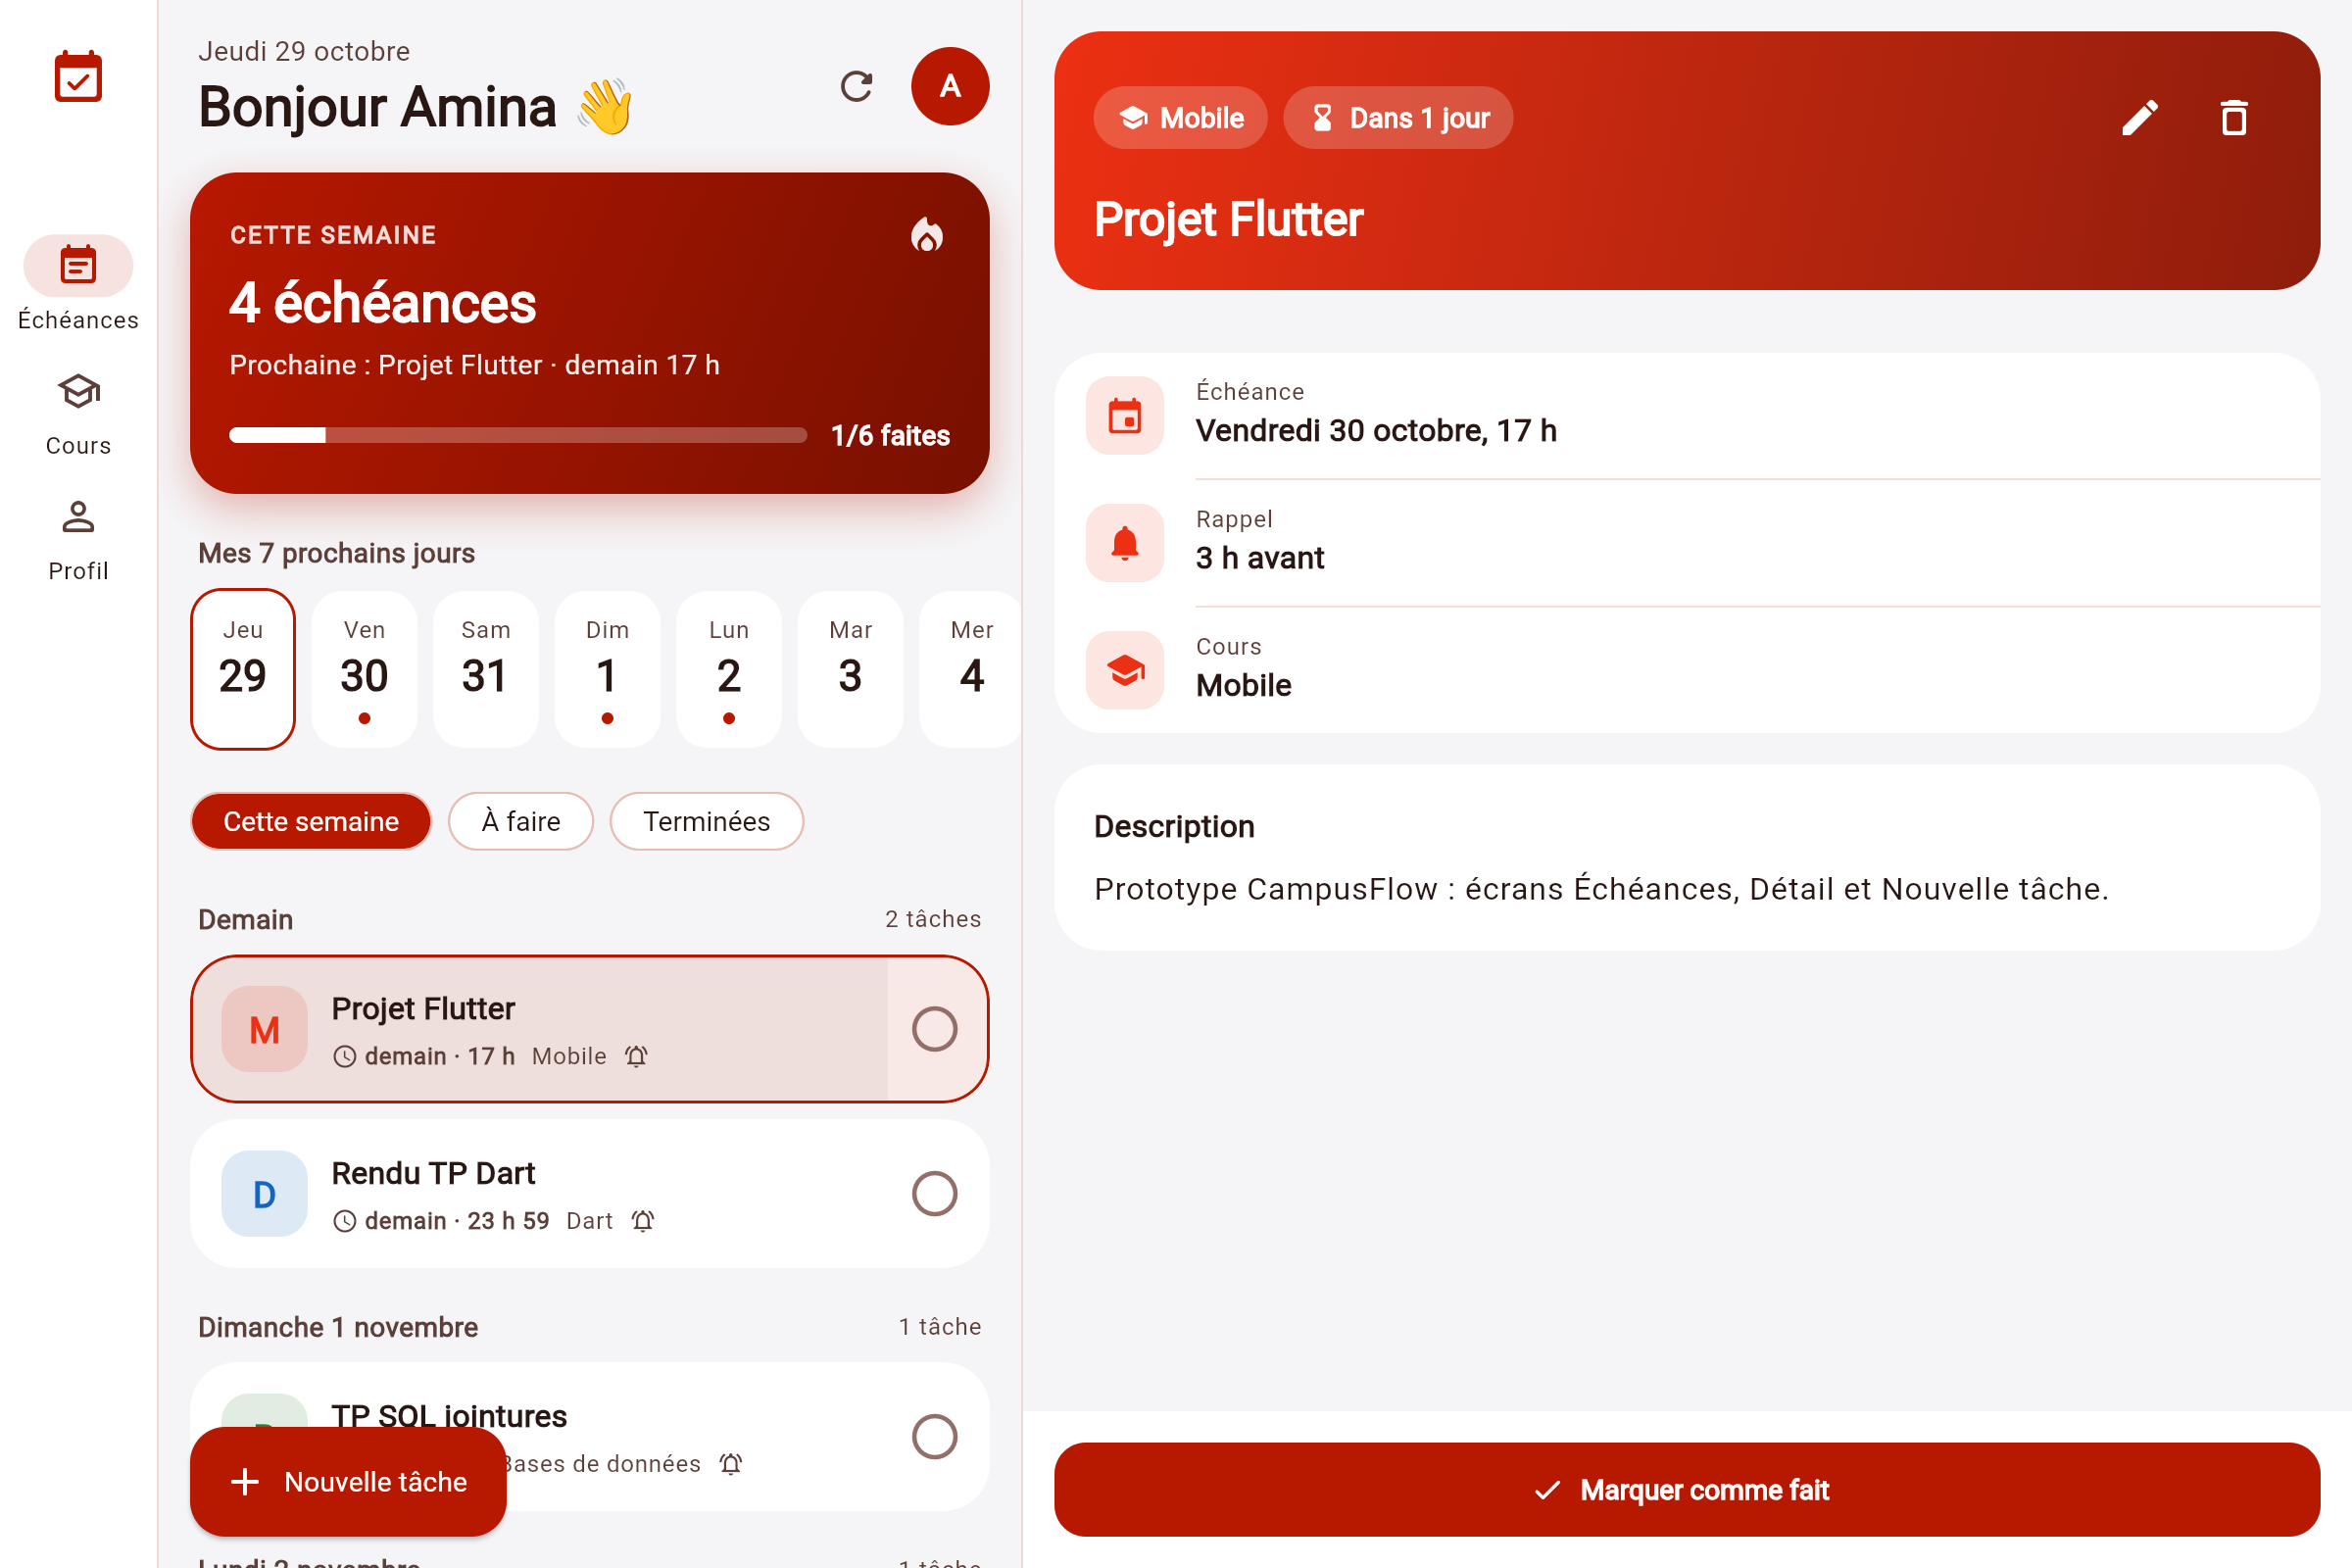 Échéances
Cours
Profil
Jeudi 29 octobre
Bonjour Amina 👋
A
CETTE SEMAINE
4 échéances
Prochaine : Projet Flutter · demain 17 h
1/6 faites
Mes 7 prochains jours
Jeu Ven Sam Dim Lun Mar Mer
29 30 31 1 2 3 4
Cette semaine À faire Terminées
Demain 2 tâches
M
Projet Flutter
demain · 17 h Mobile
D
Rendu TP Dart
demain · 23 h 59 Dart
Dimanche 1 novembre 1 tâche
TP SQL jointures
Bases de données
Nouvelle tâche
Lundi 2 novembre 1 tâche
Mobile Dans 1 jour
Projet Flutter
Échéance
Vendredi 30 octobre, 17 h
Rappel
3 h avant
Cours
Mobile
Description
Prototype CampusFlow : écrans Échéances, Détail et Nouvelle tâche.
Marquer comme fait